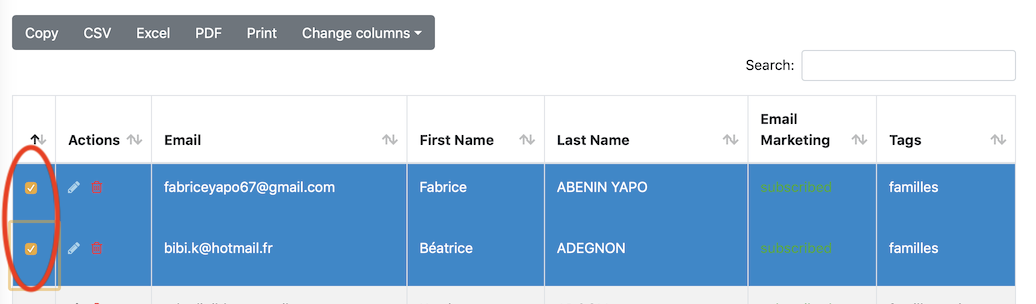 Copy CSV Excel PDF Print Change columns
Search:
Actions Email First Name Last Name Email Marketing Tags
fabriceyapo67@gmail.com Fabrice ABENIN YAPO subscribed familles
bibi.k@hotmail.fr Béatrice ADEGNON subscribed familles